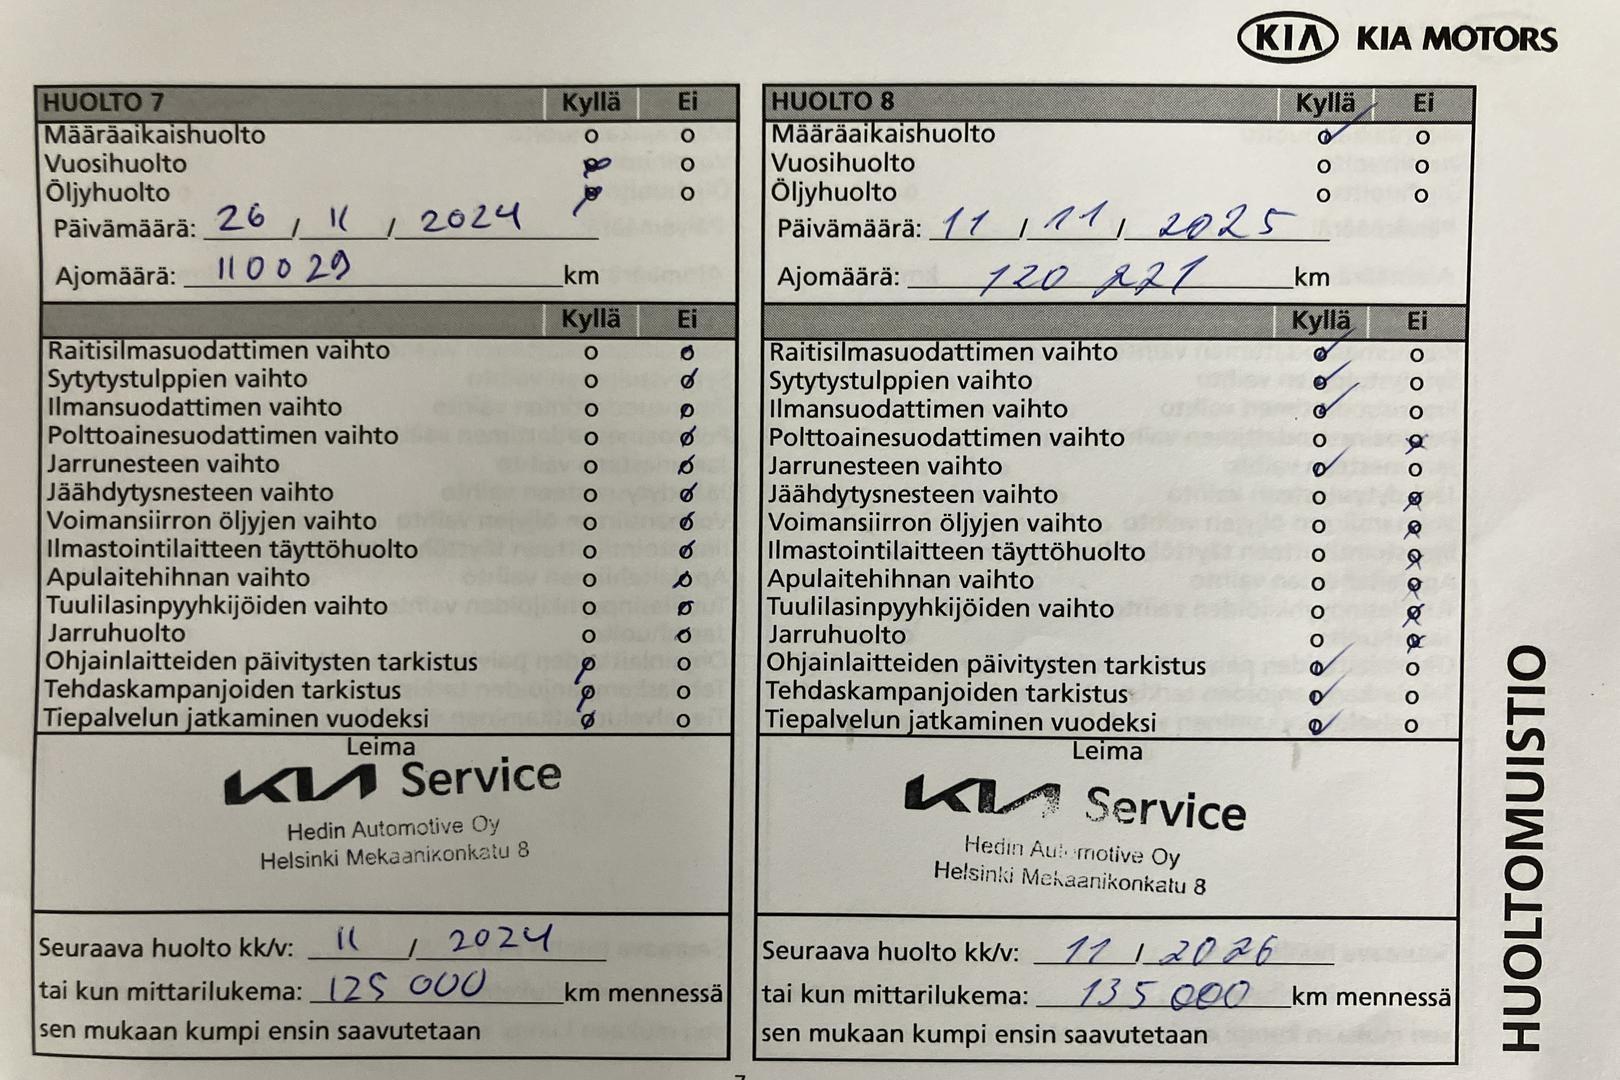 KIA KIA MOTORS
HUOLTO 7 Kyllä Ei
Määräaikaishuolto o o
Vuosihuolto o o
Öljyhuolto o o
Päivämäärä: 26 / 11 / 2024
Ajomäärä: 110029 km
Kyllä Ei
Raitisilmasuodattimen vaihto o o
Sytytystulppien vaihto o o
Ilmansuodattimen vaihto o o
Polttoainesuodattimen vaihto o o
Jarrunesteen vaihto o o
Jäähdytysnesteen vaihto o o
Voimansiirron öljyjen vaihto o o
Ilmastointilaitteen täyttöhuolto o o
Apulaitehihnan vaihto o o
Tuulilasinpyyhkijöiden vaihto o o
Jarruhuolto o o
Ohjainlaitteiden päivitysten tarkistus o o
Tehdaskampanjoiden tarkistus o o
Tiepalvelun jatkaminen vuodeksi o o
Leima
KIA Service
Hedin Automotive Oy
Helsinki Mekaanikonkatu 8
Seuraava huolto kk/v: 11 / 2024
tai kun mittarilukema: 125 000 km mennessä
sen mukaan kumpi ensin saavutetaan
HUOLTO 8 Kyllä Ei
Määräaikaishuolto o o
Vuosihuolto o o
Öljyhuolto o o
Päivämäärä: 11 / 11 / 2025
Ajomäärä: 120 221 km
Kyllä Ei
Raitisilmasuodattimen vaihto o o
Sytytystulppien vaihto o o
Ilmansuodattimen vaihto o o
Polttoainesuodattimen vaihto o o
Jarrunesteen vaihto o o
Jäähdytysnesteen vaihto o o
Voimansiirron öljyjen vaihto o o
Ilmastointilaitteen täyttöhuolto o o
Apulaitehihnan vaihto o o
Tuulilasinpyyhkijöiden vaihto o o
Jarruhuolto o o
Ohjainlaitteiden päivitysten tarkistus o o
Tehdaskampanjoiden tarkistus o o
Tiepalvelun jatkaminen vuodeksi o o
Leima
KIA Service
Hedin Automotive Oy
Helsinki Mekaanikonkatu 8
Seuraava huolto kk/v: 11 / 2026
tai kun mittarilukema: 135 000 km mennessä
sen mukaan kumpi ensin saavutetaan
HUOLTOMUISTIO